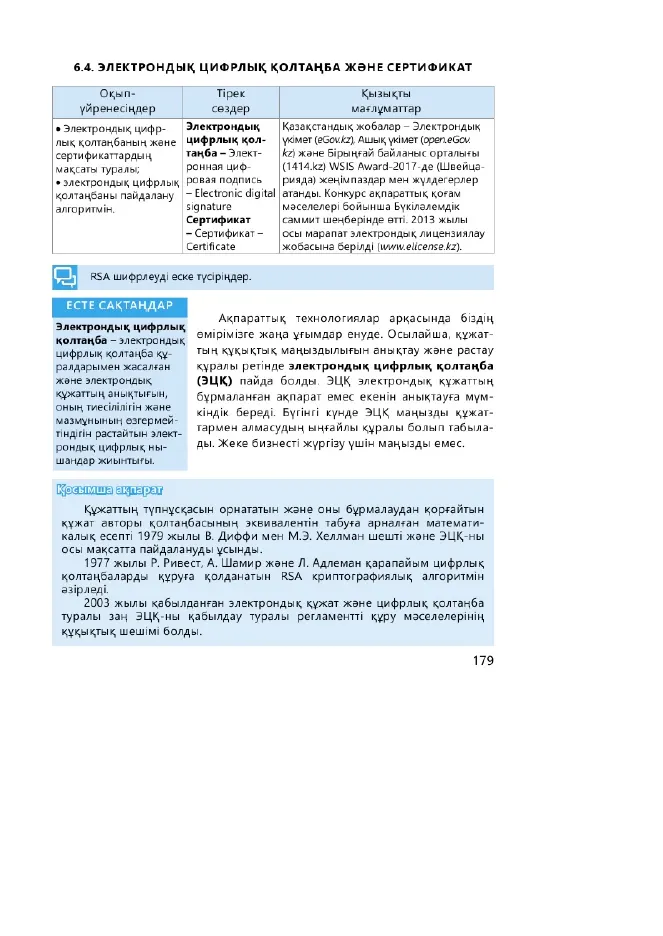 6.4. ЭЛЕКТРОНДЫҚ ЦИФРЛЫҚ ҚОЛТАҢБА ЖӘНЕ СЕРТИФИКАТ
Оқып-
үйренесіңдер
Тірек
сөздер
Қызықты
мағлұматтар
• Электрондық цифр-
лық қолтаңбаның және
сертификаттардың
мақсаты туралы;
• электрондық цифрлық
қолтаңбаны пайдалану
алгоритмін.
Электрондық
цифрлық қол-
таңба – Элект-
ронная циф-
ровая подпись
– Electronic digital
signature
Сертификат
– Сертификат –
Certificate
Қазақстандық жобалар – Электрондық
үкімет (eGov.kz), Ашық үкімет (open.eGov.
kz) және Бірыңғай байланыс орталығы
(1414.kz) WSIS Award-2017-де (Швейца-
рияда) жеңімпаздар мен жүлдегерлер
атанды. Конкурс ақпараттық қоғам
мәселелері бойынша Бүкіләлемдік
саммит шеңберінде өтті. 2013 жылы
осы марапат электрондық лицензиялау
жобасына берілді (www.elicense.kz).
RSA шифрлеуді еске түсіріңдер.
ЕСТЕ САҚТАҢДАР
Электрондық цифрлық
қолтаңба – электрондық
цифрлық қолтаңба құ-
ралдарымен жасалған
және электрондық
құжаттың анықтығын,
оның тиесілілігін және
мазмұнының өзгермей-
тіндігін растайтын элект-
рондық цифрлық ны-
шандар жиынтығы.
Ақпараттық технологиялар арқасында біздің
өмірімізге жаңа ұғымдар енуде. Осылайша, құжат-
тың құқықтық маңыздылығын анықтау және растау
құралы ретінде электрондық цифрлық қолтаңба
(ЭЦҚ) пайда болды. ЭЦҚ электрондық құжаттың
бұрмаланған ақпарат емес екенін анықтауға мүм-
кіндік береді. Бүгінгі күнде ЭЦҚ маңызды құжат-
тармен алмасудың ыңғайлы құралы болып табыла-
ды. Жеке бизнесті жүргізу үшін маңызды емес.
Қосымша ақпарат
Құжаттың түпнұсқасын орнататын және оны бұрмалаудан қорғайтын
құжат авторы қолтаңбасының эквивалентін табуға арналған математи-
калық есепті 1979 жылы В. Диффи мен М.Э. Хеллман шешті және ЭЦҚ-ны
осы мақсатта пайдалануды ұсынды.
1977 жылы Р. Ривест, А. Шамир және Л. Адлеман қарапайым цифрлық
қолтаңбаларды құруға қолданатын RSA криптографиялық алгоритмін
әзірледі.
2003 жылы қабылданған электрондық құжат және цифрлық қолтаңба
туралы заң ЭЦҚ-ны қабылдау туралы регламентті құру мәселелерінің
құқықтық шешімі болды.
179